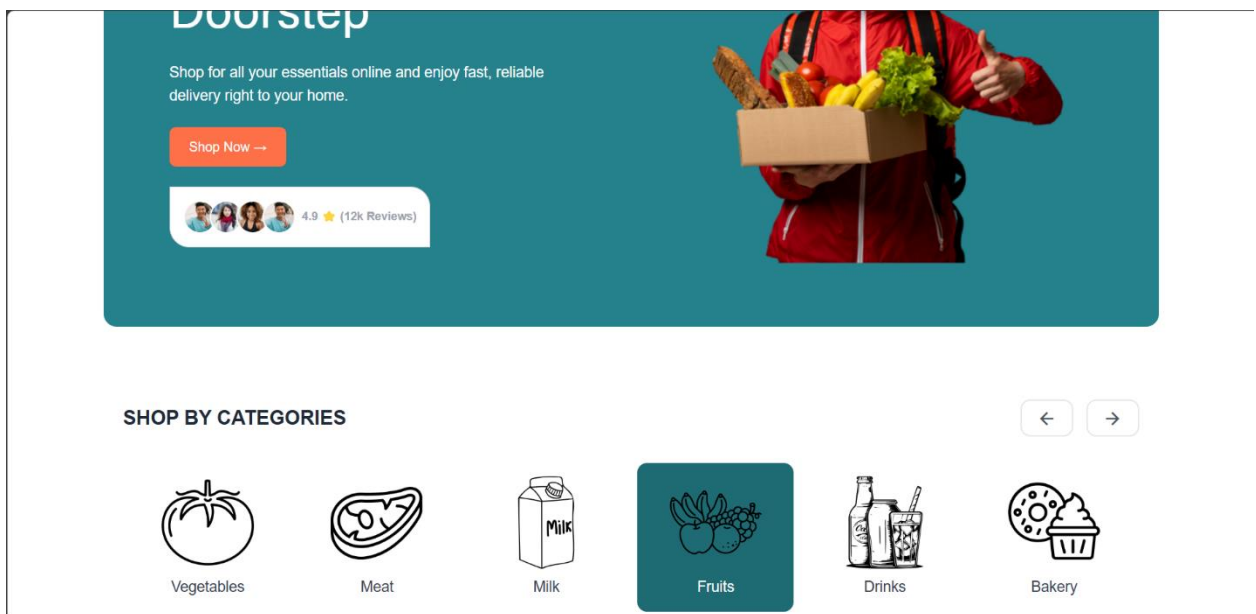 Doorstep
Shop for all your essentials online and enjoy fast, reliable
delivery right to your home.
Shop Now →
4.9 ⭐ (12k Reviews)
SHOP BY CATEGORIES
← →
Milk
Vegetables Meat Milk Fruits Drinks Bakery